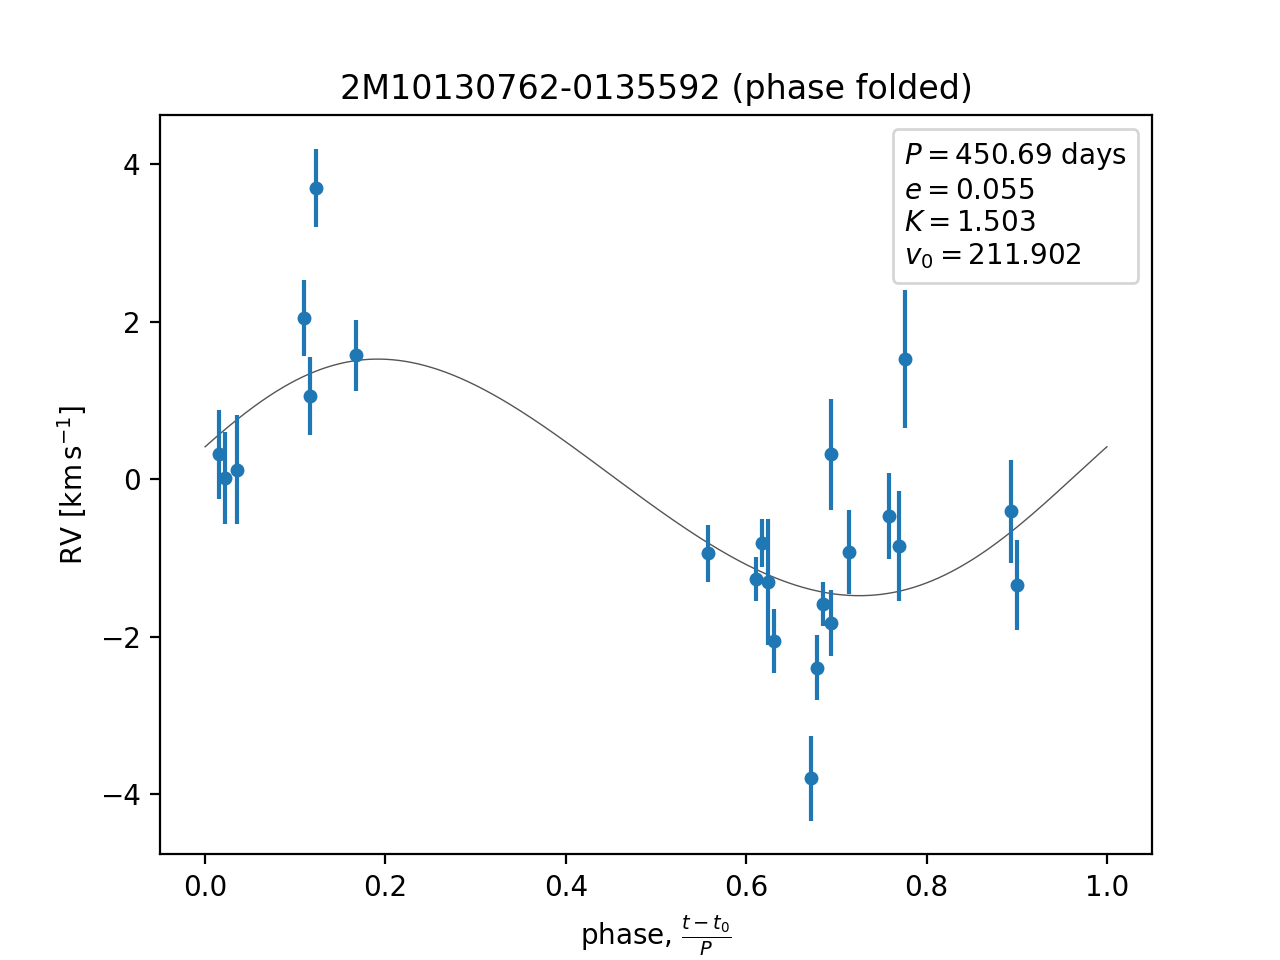 2M10130762-0135592 (phase folded)
P = 450.69 days
e = 0.055
K = 1.503
v₀ = 211.902
4
2
0
−2
−4
RV [km s⁻¹]
0.0 0.2 0.4 0.6 0.8 1.0
phase, (t − t₀)/P